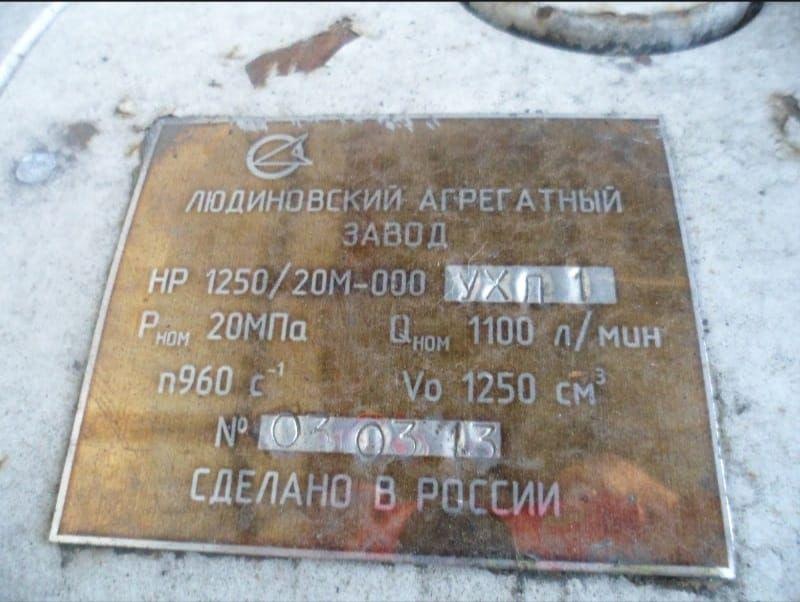 ЛЮДИНОВСКИЙ АГРЕГАТНЫЙ
ЗАВОД
НР 1250/20М-000 УХЛ 1
Рном 20МПа Qном 1100 л/мин
n960 с⁻¹ Vo 1250 см³
№ 03 03 13
СДЕЛАНО В РОССИИ